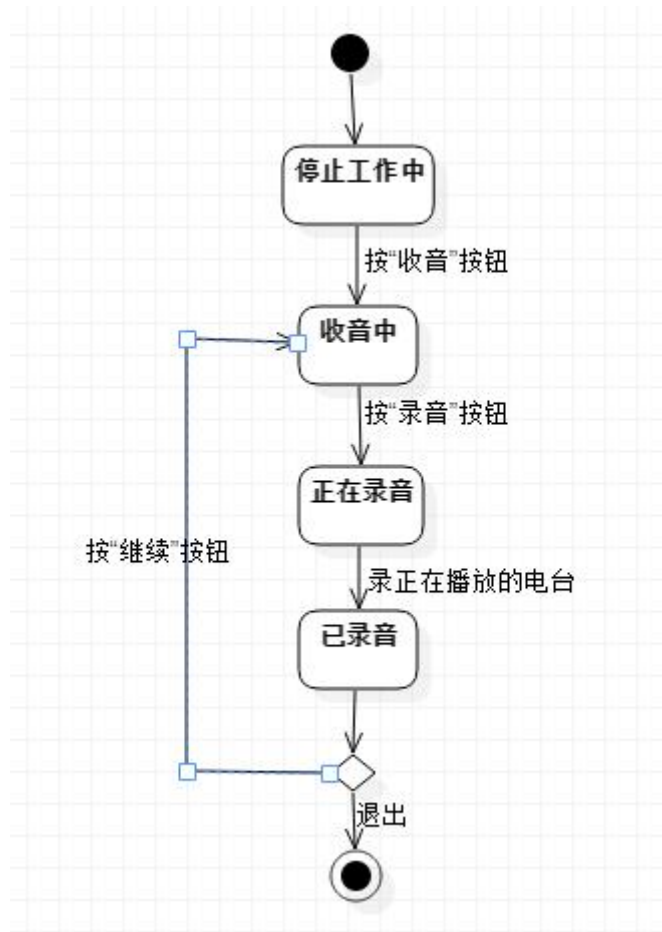 停止工作中
按“收音”按钮
收音中
按“录音”按钮
正在录音
按“继续”按钮
录正在播放的电台
已录音
退出